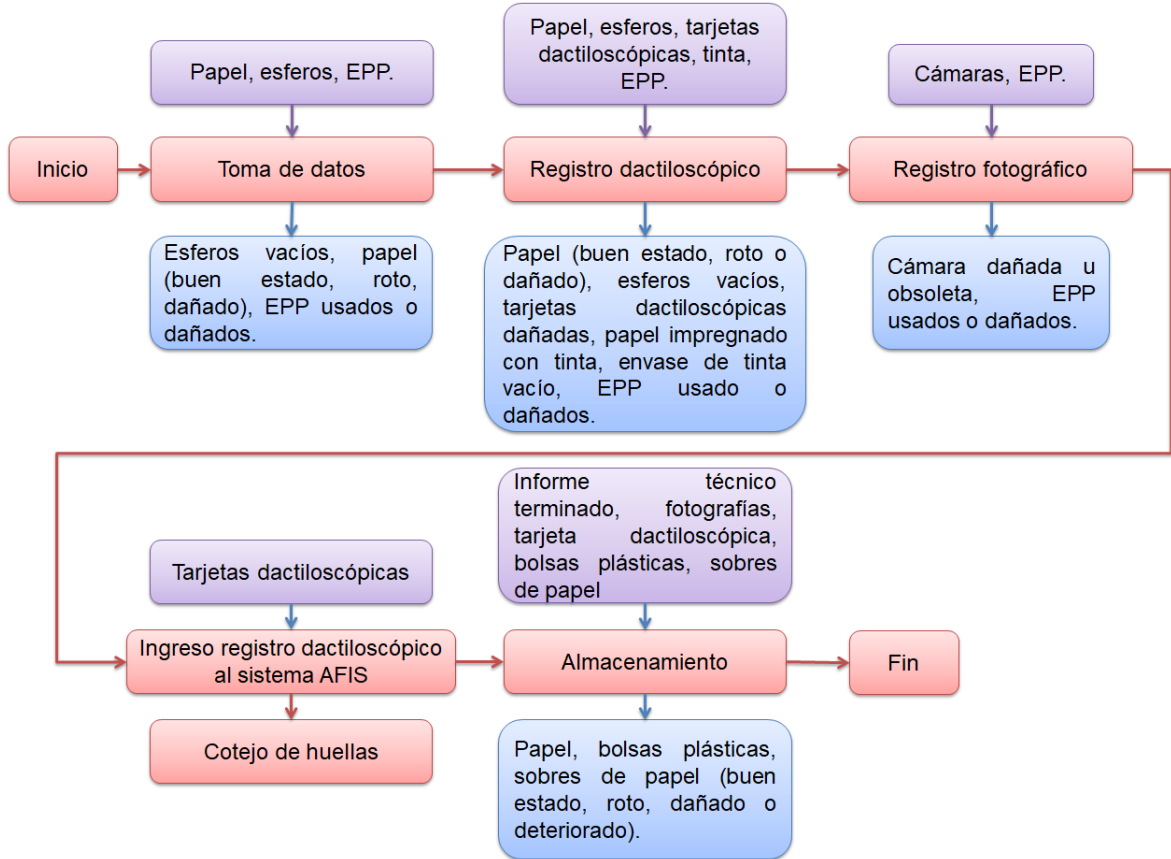 Papel, esferos, EPP.
Papel, esferos, tarjetas
dactiloscópicas, tinta,
EPP.
Cámaras, EPP.
Inicio
Toma de datos
Registro dactiloscópico
Registro fotográfico
Esferos vacíos, papel
(buen estado, roto,
dañado), EPP usados o
dañados.
Papel (buen estado, roto o
dañado), esferos vacíos,
tarjetas dactiloscópicas
dañadas, papel impregnado
con tinta, envase de tinta
vacío, EPP usado o
dañados.
Cámara dañada u
obsoleta, EPP
usados o dañados.
Tarjetas dactiloscópicas
Informe técnico
terminado, fotografías,
tarjeta dactiloscópica,
bolsas plásticas, sobres
de papel
Ingreso registro dactiloscópico
al sistema AFIS
Almacenamiento
Fin
Cotejo de huellas
Papel, bolsas plásticas,
sobres de papel (buen
estado, roto, dañado o
deteriorado).